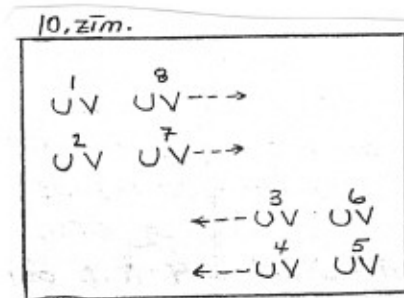 10, zīm.
1 8
UV UV --->
2 7
UV UV --->
3 6
<--- UV UV
4 5
<--- UV UV